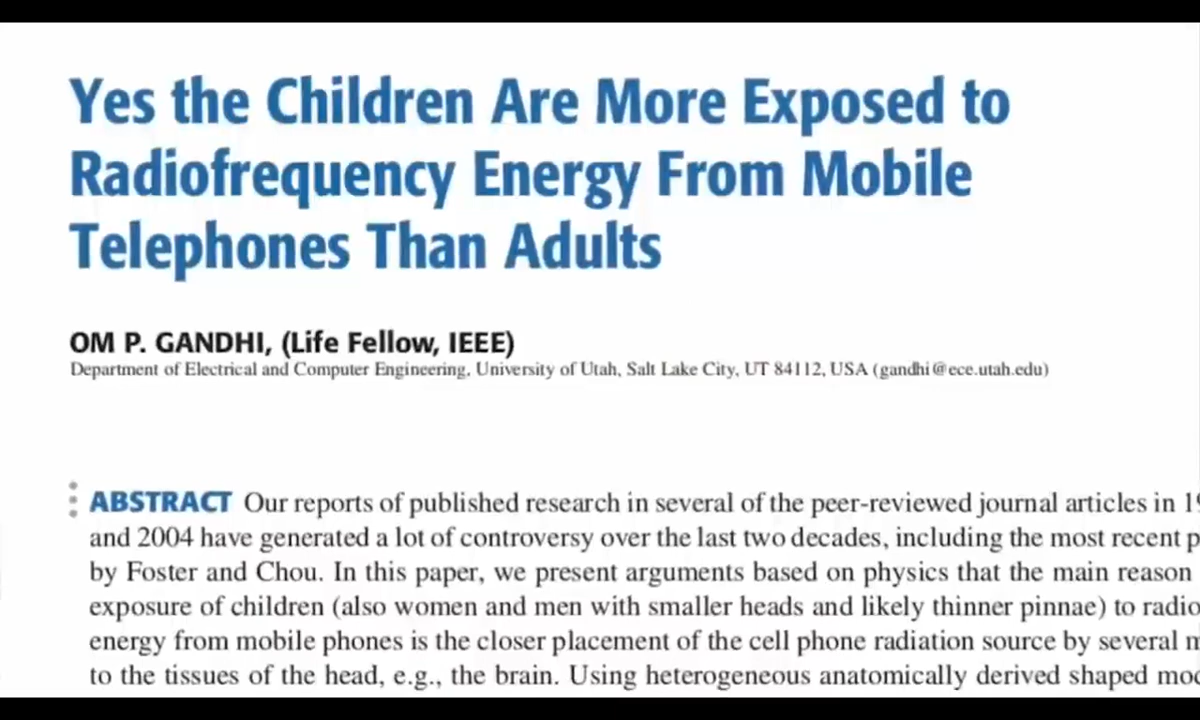 Yes the Children Are More Exposed to
Radiofrequency Energy From Mobile
Telephones Than Adults
OM P. GANDHI, (Life Fellow, IEEE)
Department of Electrical and Computer Engineering, University of Utah, Salt Lake City, UT 84112, USA (gandhi@ece.utah.edu)
ABSTRACT Our reports of published research in several of the peer-reviewed journal articles in
and 2004 have generated a lot of controversy over the last two decades, including the most recent
by Foster and Chou. In this paper, we present arguments based on physics that the main reason
exposure of children (also women and men with smaller heads and likely thinner pinnae) to
energy from mobile phones is the closer placement of the cell phone radiation source by several
to the tissues of the head, e.g., the brain. Using heterogeneous anatomically derived shaped